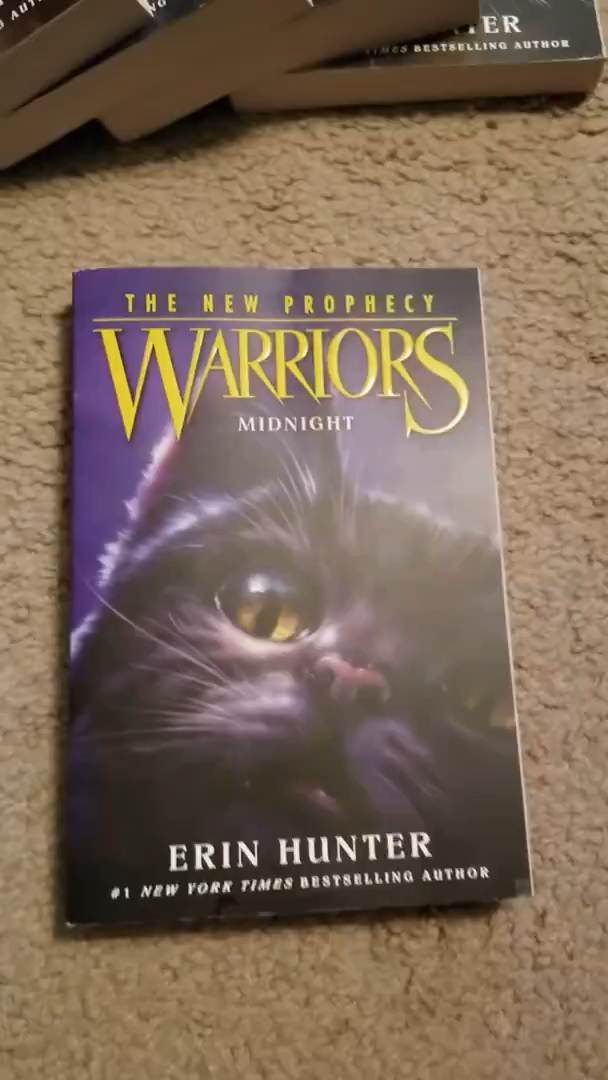 TIMES BESTSELLING AUTHOR
THE NEW PROPHECY
WARRIORS
MIDNIGHT
ERIN HUNTER
#1 NEW YORK TIMES BESTSELLING AUTHOR